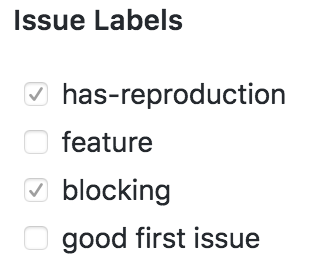 Issue Labels
has-reproduction
feature
blocking
good first issue